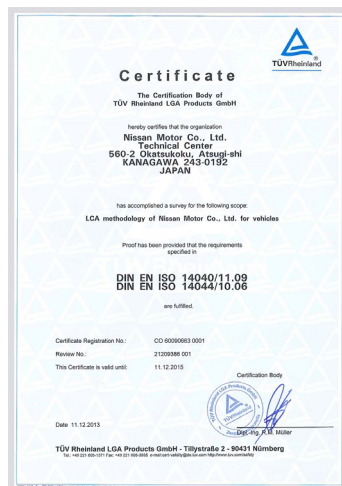 TÜVRheinland®
Certificate
The Certification Body of
TÜV Rheinland LGA Products GmbH
hereby certifies that the organization
Nissan Motor Co., Ltd.
Technical Center
560-2 Okatsukoku, Atsugi-shi
KANAGAWA 243-0192
JAPAN
has accomplished a survey for the following scope:
LCA methodology of Nissan Motor Co., Ltd. for vehicles
Proof has been provided that the requirements
specified in
DIN EN ISO 14040/11.09
DIN EN ISO 14044/10.06
are fulfilled.
Certificate Registration No.: CO 60090663 0001
Review No.: 21209386 001
This Certificate is valid until: 11.12.2015
Certification Body
TÜVRheinland
Date 11.12.2013
Dipl.-Ing. R.M. Müller
TÜV Rheinland LGA Products GmbH - Tillystraße 2 - 90431 Nürnberg